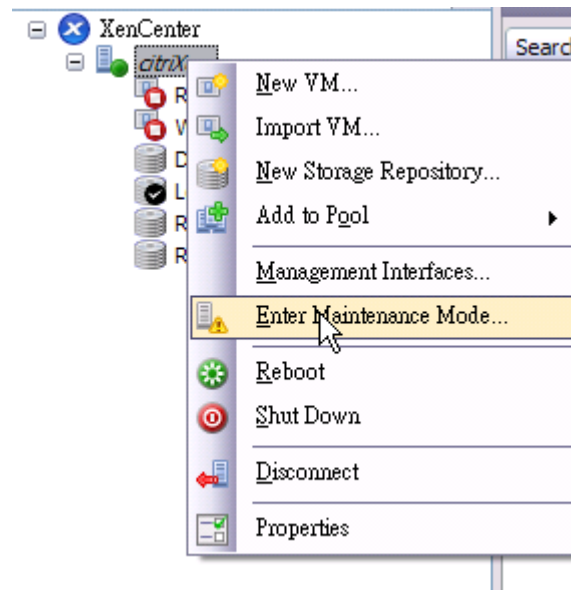 XenCenter
Search
citriX
New VM...
Import VM...
New Storage Repository...
Add to Pool
Management Interfaces...
Enter Maintenance Mode...
Reboot
Shut Down
Disconnect
Properties